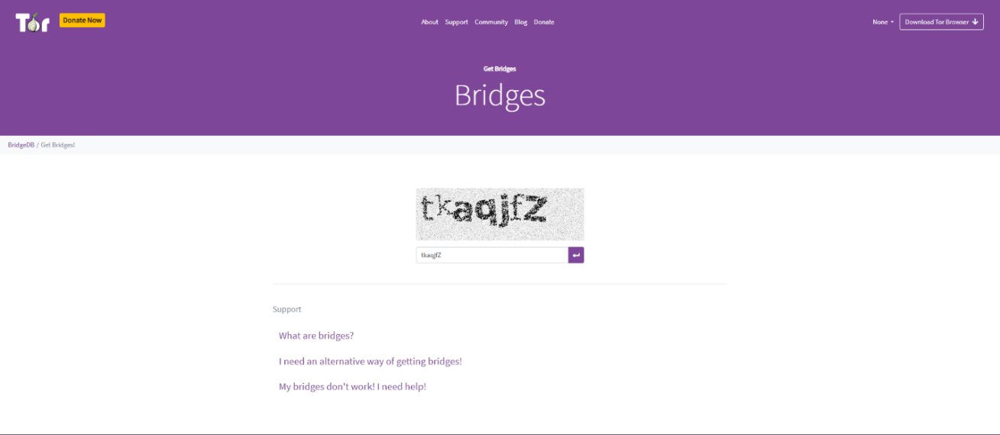 Tor Donate Now About Support Community Blog Donate None Download Tor Browser
Get Bridges
Bridges
BridgeDB / Get Bridges!
tkaqjfZ
tkaqjfZ
Support
What are bridges?
I need an alternative way of getting bridges!
My bridges don't work! I need help!